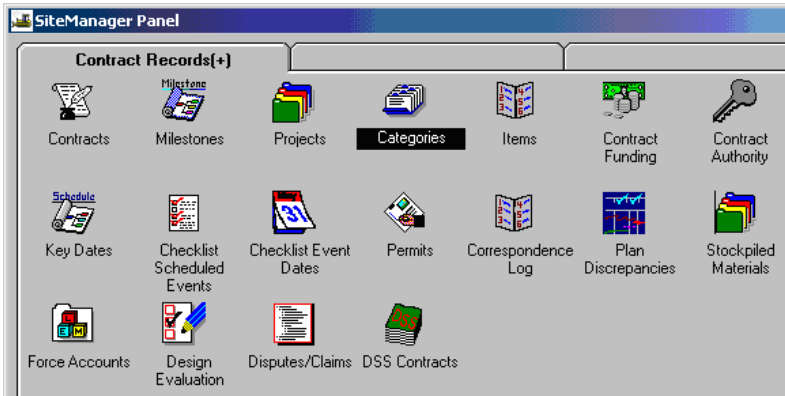 SiteManager Panel
Contract Records(+)
Milestone
Contracts
Milestones
Projects
Categories
Items
Contract
Funding
Contract
Authority
Schedule
31
Key Dates
Checklist
Scheduled
Events
Checklist Event
Dates
Permits
Correspondence
Log
Plan
Discrepancies
Stockpiled
Materials
L E M
DSS
Force Accounts
Design
Evaluation
Disputes/Claims
DSS Contracts